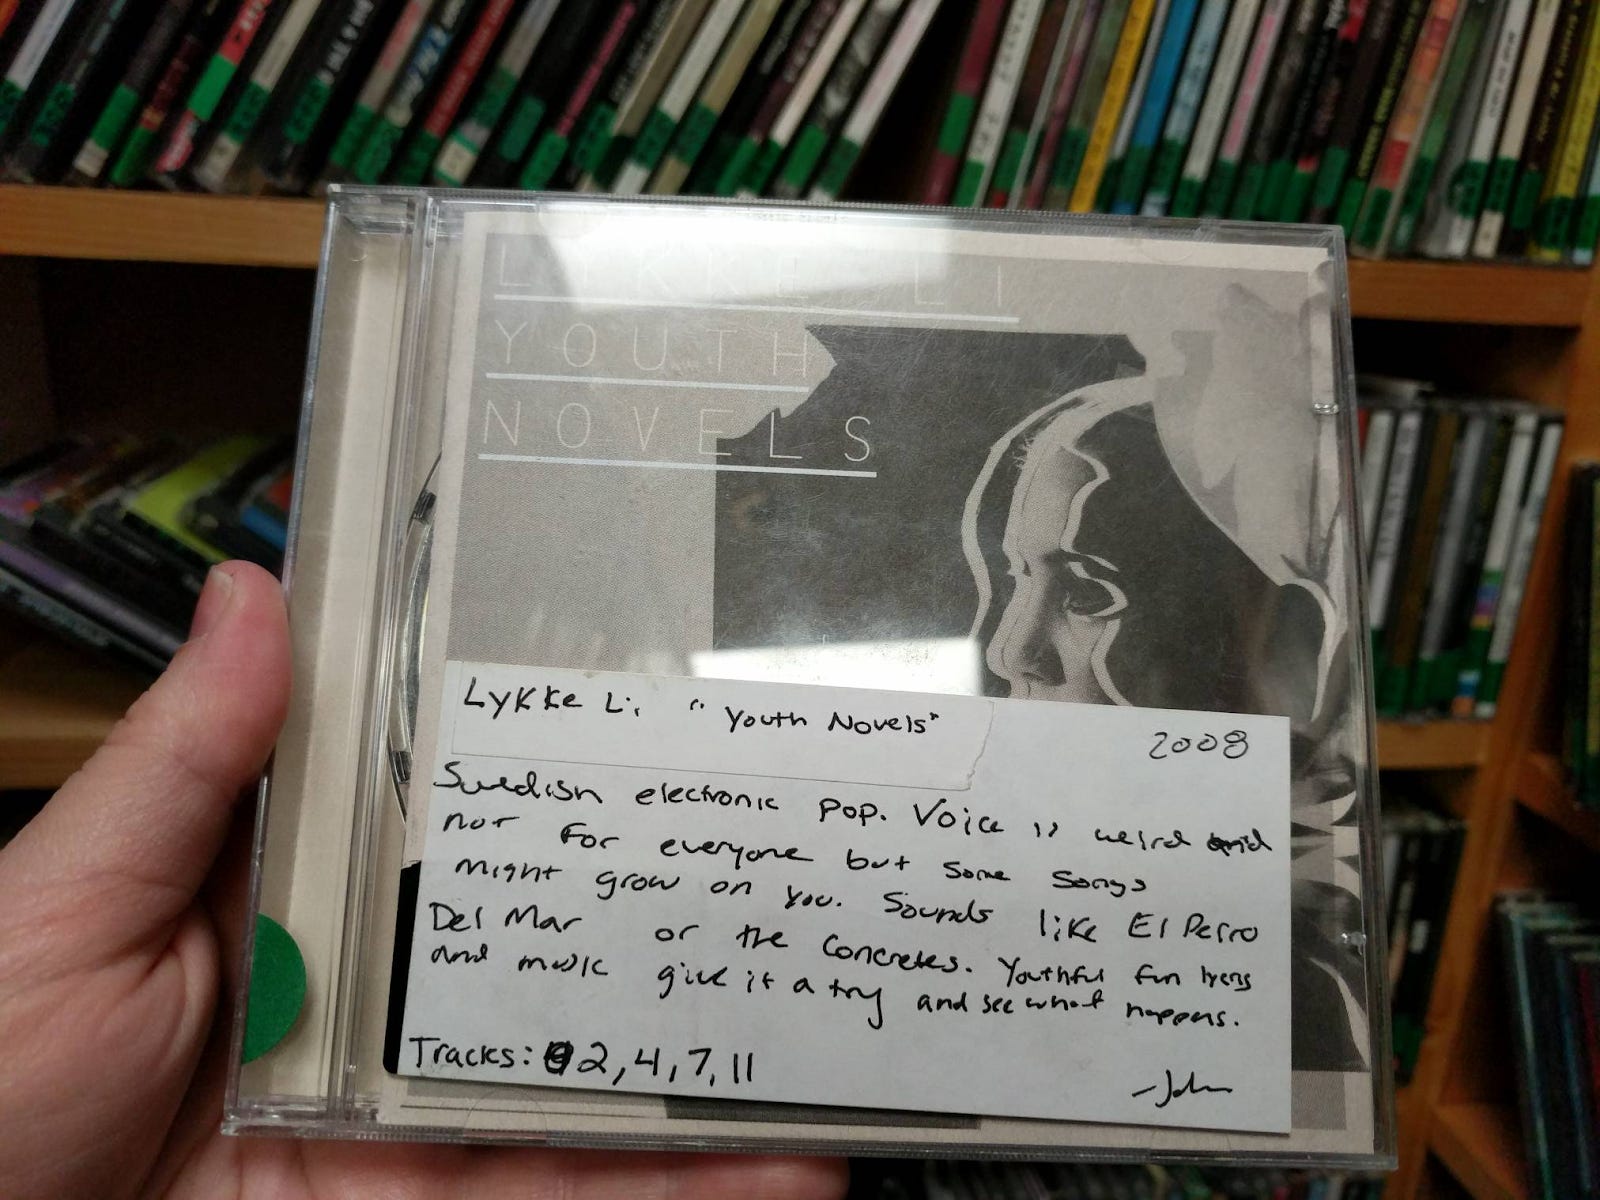 LYKKE LI
YOUTH
NOVELS
Lykke Li, "Youth Novels"
2008
Swedish electronic pop. Voice is weird and
not for everyone but some songs
might grow on you. Sounds like El Perro
Del Mar or the Concretes. Youthful fun lyrics
and music give it a try and see what happens.
Tracks: 2, 4, 7, 11
-John